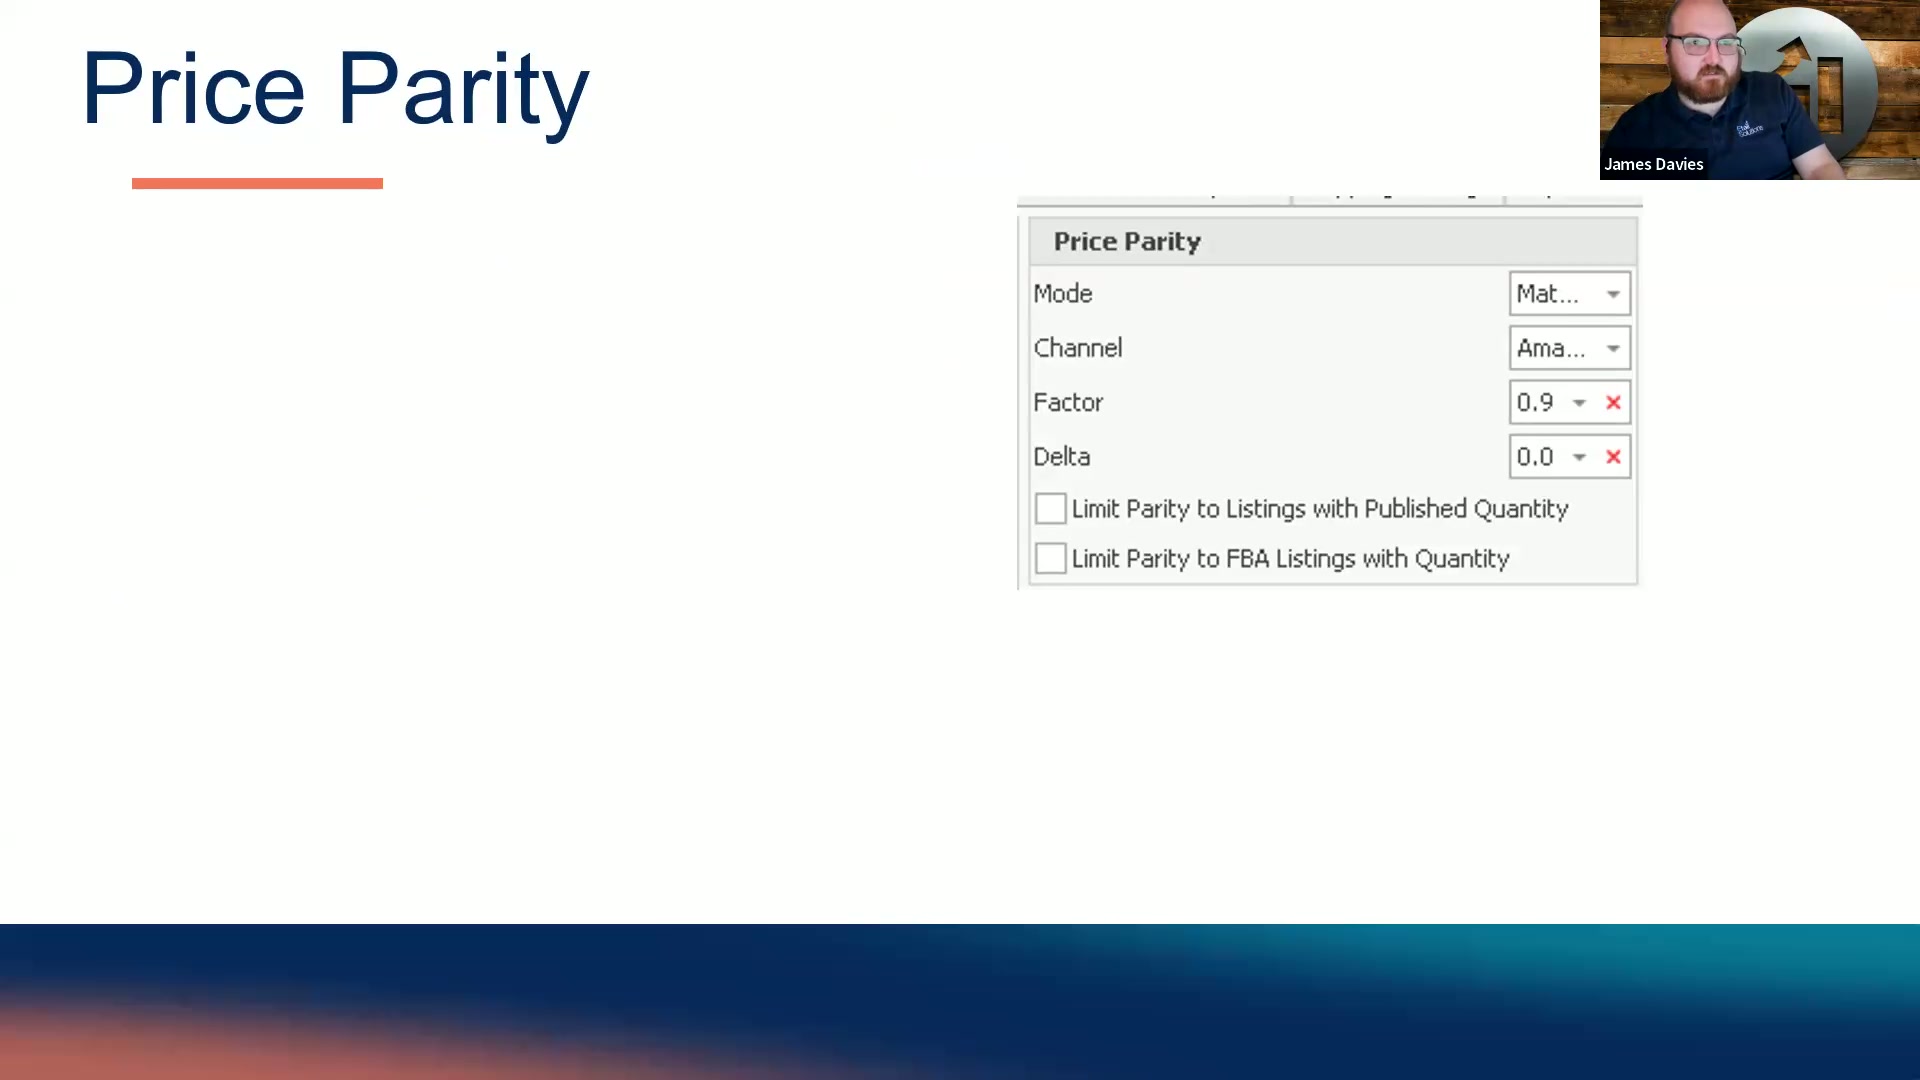 Price Parity
James Davies
Price Parity
Mode
Mat...
Channel
Ama...
Factor
0.9
Delta
0.0
Limit Parity to Listings with Published Quantity
Limit Parity to FBA Listings with Quantity